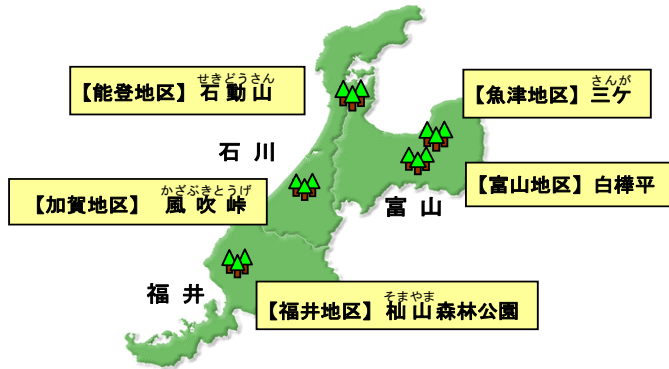 せきどうさん
【能登地区】 石動山
さんが
【魚津地区】 三ケ
石川
かざぶきとうげ
【加賀地区】 風吹峠
【富山地区】 白樺平
富山
福井
そまやま
【福井地区】 杣山森林公園